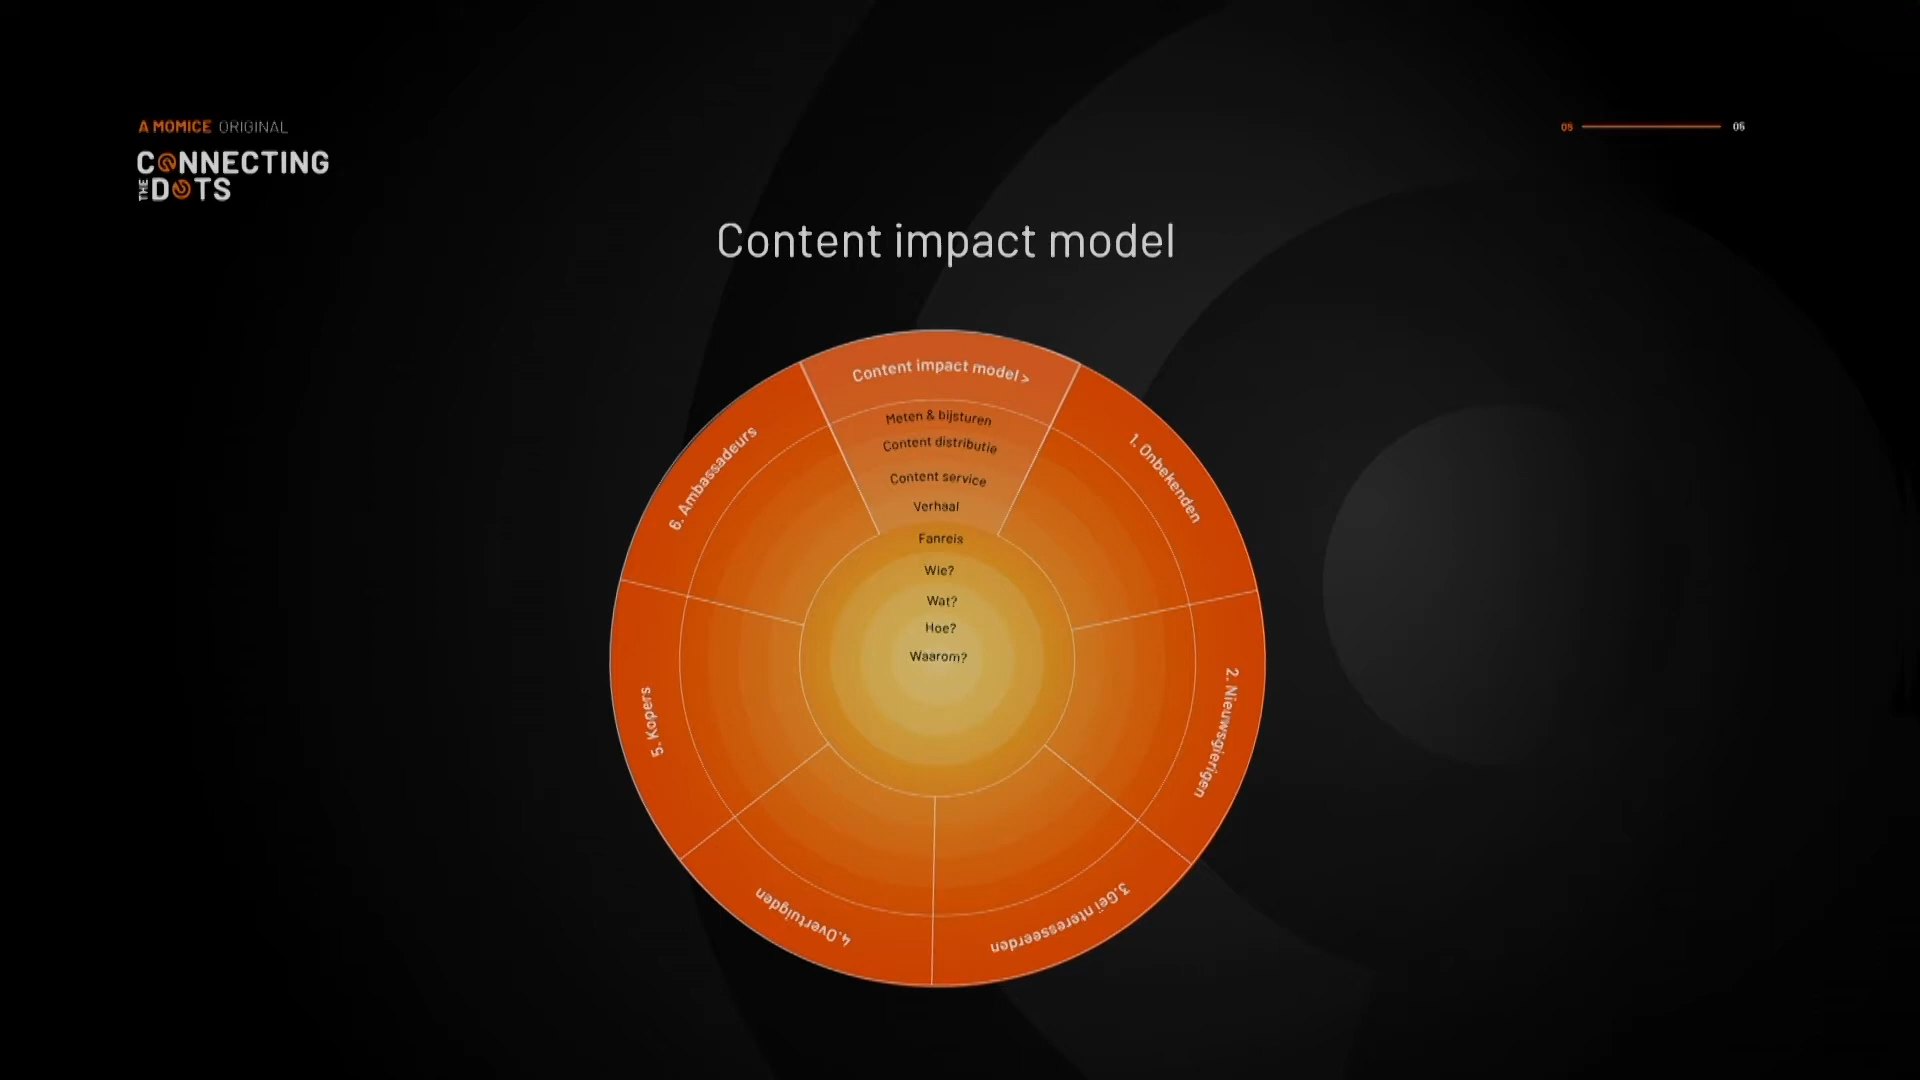 A MOMICE ORIGINAL
CONNECTING
THE DOTS
05 06
Content impact model
Content impact model >
Meten & bijsturen
Content distributie
Content service
Verhaal
Fanreis
Wie?
Wat?
Hoe?
Waarom?
1. Onbekenden
2. Nieuwsgierigen
3.Geïnteresseerden
4.Overtuigden
5. Kopers
6. Ambassadeurs